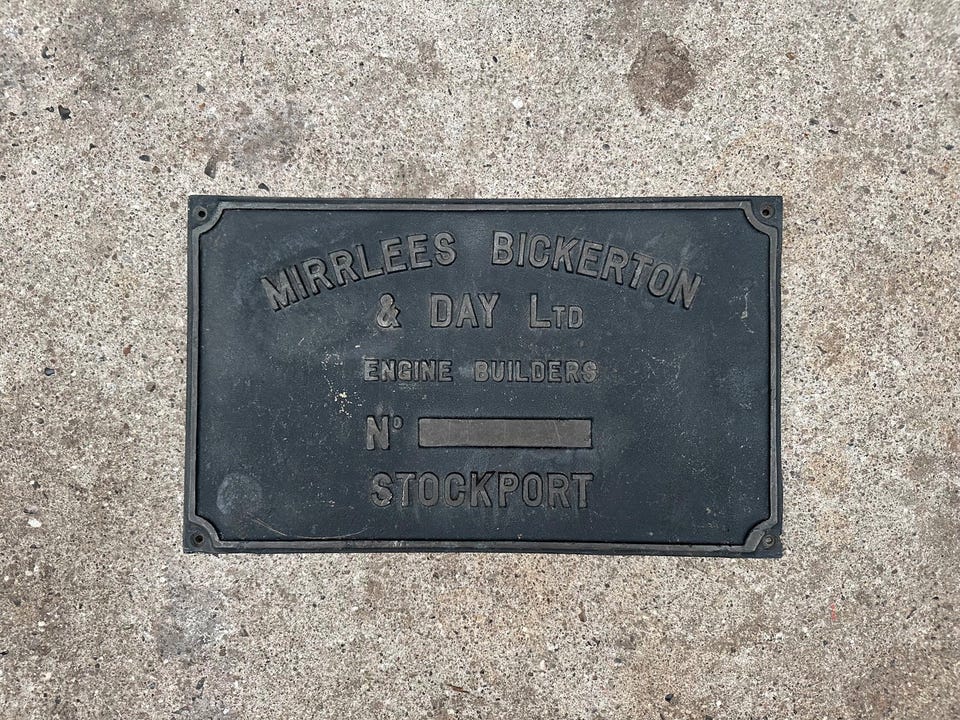 MIRRLEES BICKERTON
& DAY LTD
ENGINE BUILDERS
Nº
STOCKPORT